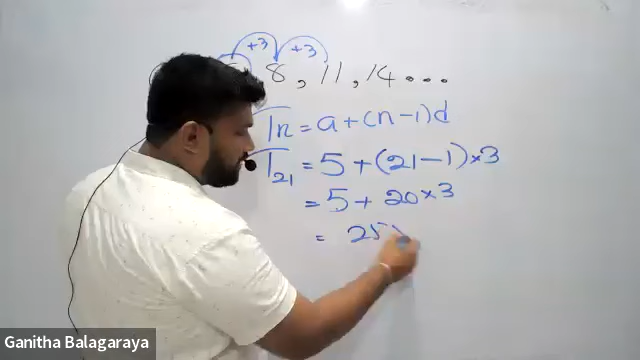 +3 +3
8, 11, 14...
Tn = a + (n - 1)d
T21 = 5 + (21 - 1) × 3
= 5 + 20 × 3
= 25
Ganitha Balagaraya